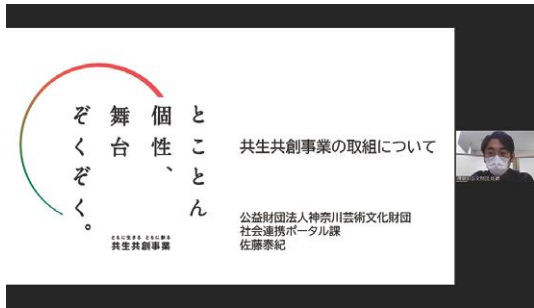 とことん
個性、
舞台
ぞくぞく。
ともに生きる ともに創る
共生共創事業
共生共創事業の取組について
公益財団法人神奈川芸術文化財団
社会連携ポータル課
佐藤泰紀